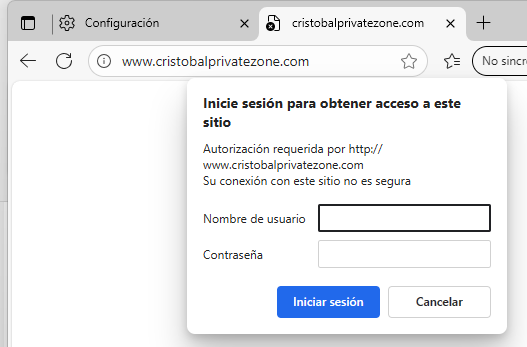 Configuración
cristobalprivatezone.com
www.cristobalprivatezone.com
No sincr
Inicie sesión para obtener acceso a este
sitio
Autorización requerida por http://
www.cristobalprivatezone.com
Su conexión con este sitio no es segura
Nombre de usuario
Contraseña
Iniciar sesión
Cancelar